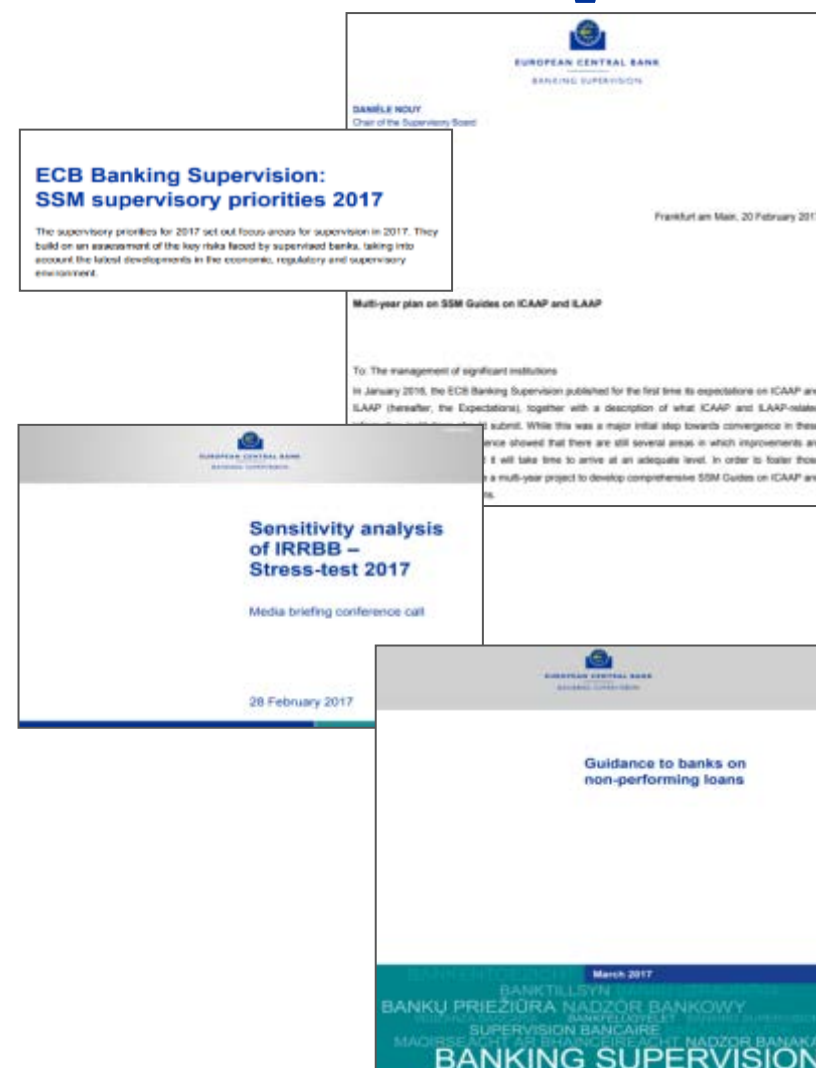 EUROPEAN CENTRAL BANK
BANKING SUPERVISION
DANIÈLE NOUY
Chair of the Supervisory Board
ECB Banking Supervision:
SSM supervisory priorities 2017
The supervisory priorities for 2017 set out focus areas for supervision in 2017. They
build on an assessment of the key risks faced by supervised banks, taking into
account the latest developments in the economic, regulatory and supervisory
environment.
Frankfurt am Main, 20 February 2017
Multi-year plan on SSM Guides on ICAAP and ILAAP
To: The management of significant institutions
In January 2016, the ECB Banking Supervision published for the first time its expectations on ICAAP and
ILAAP (hereafter, the Expectations), together with a description of what ICAAP and ILAAP-related
submit. While this was a major initial step towards convergence in these
ence showed that there are still several areas in which improvements are
it will take time to arrive at an adequate level. In order to foster those
a multi-year project to develop comprehensive SSM Guides on ICAAP and
EUROPEAN CENTRAL BANK
BANKING SUPERVISION
Sensitivity analysis
of IRRBB –
Stress-test 2017
Media briefing conference call
28 February 2017
EUROPEAN CENTRAL BANK
BANKING SUPERVISION
Guidance to banks on
non-performing loans
March 2017
BANKENTOEZICHT
BANKTILLSYN
BANKŲ PRIEŽIŪRA NADZÓR BANKOWY
BANKFELÜGYELET
SUPERVISION BANCAIRE
MAOIRSEACHT AR BHAINCÉIREACHT NADZOR BANAKA
BANKING SUPERVISION